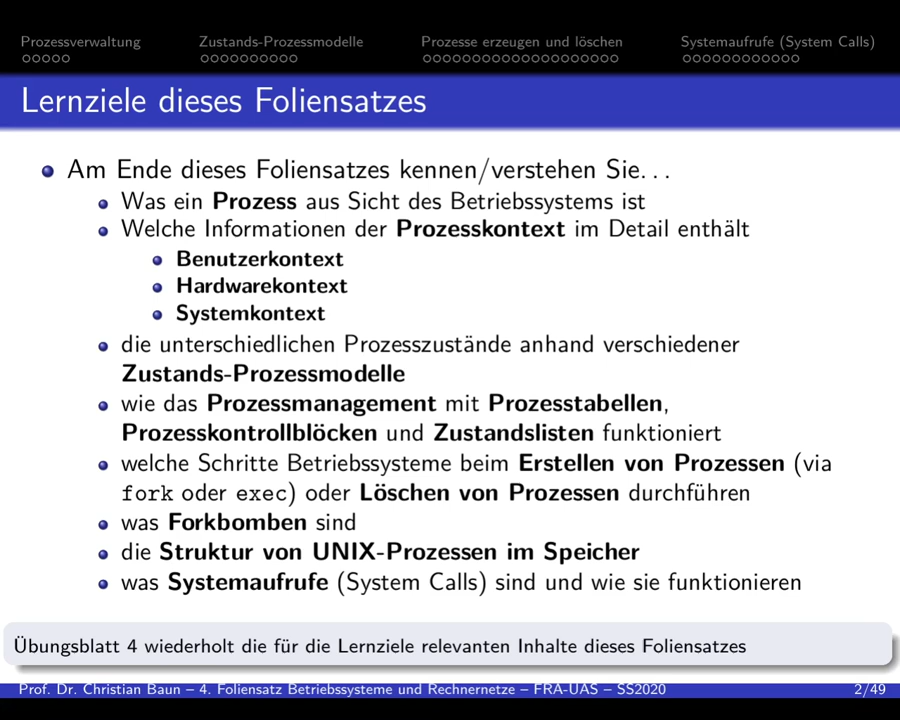 Prozessverwaltung Zustands-Prozessmodelle Prozesse erzeugen und löschen Systemaufrufe (System Calls)
Lernziele dieses Foliensatzes
Am Ende dieses Foliensatzes kennen/verstehen Sie...
Was ein Prozess aus Sicht des Betriebssystems ist
Welche Informationen der Prozesskontext im Detail enthält
Benutzerkontext
Hardwarekontext
Systemkontext
die unterschiedlichen Prozesszustände anhand verschiedener
Zustands-Prozessmodelle
wie das Prozessmanagement mit Prozesstabellen,
Prozesskontrollblöcken und Zustandslisten funktioniert
welche Schritte Betriebssysteme beim Erstellen von Prozessen (via
fork oder exec) oder Löschen von Prozessen durchführen
was Forkbomben sind
die Struktur von UNIX-Prozessen im Speicher
was Systemaufrufe (System Calls) sind und wie sie funktionieren
Übungsblatt 4 wiederholt die für die Lernziele relevanten Inhalte dieses Foliensatzes
Prof. Dr. Christian Baun – 4. Foliensatz Betriebssysteme und Rechnernetze – FRA-UAS – SS2020 2/49